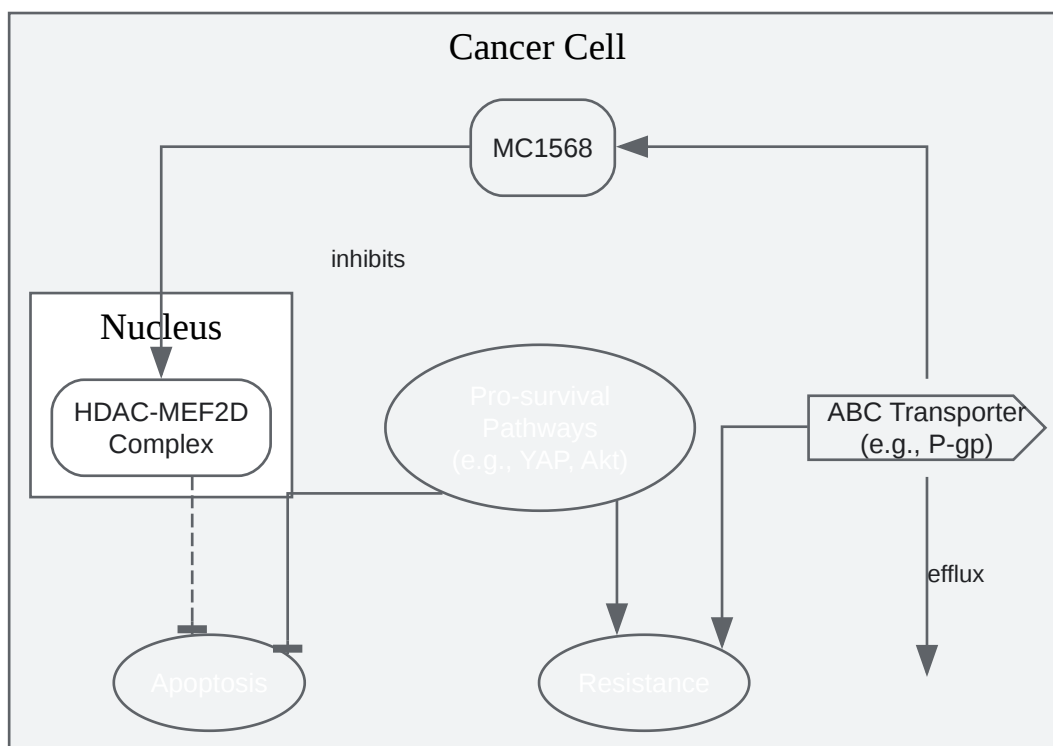 Cancer Cell
MC1568
inhibits
Nucleus
HDAC-MEF2D
Complex
Pro-survival
Pathways
(e.g., YAP, Akt)
ABC Transporter
(e.g., P-gp)
efflux
Apoptosis
Resistance